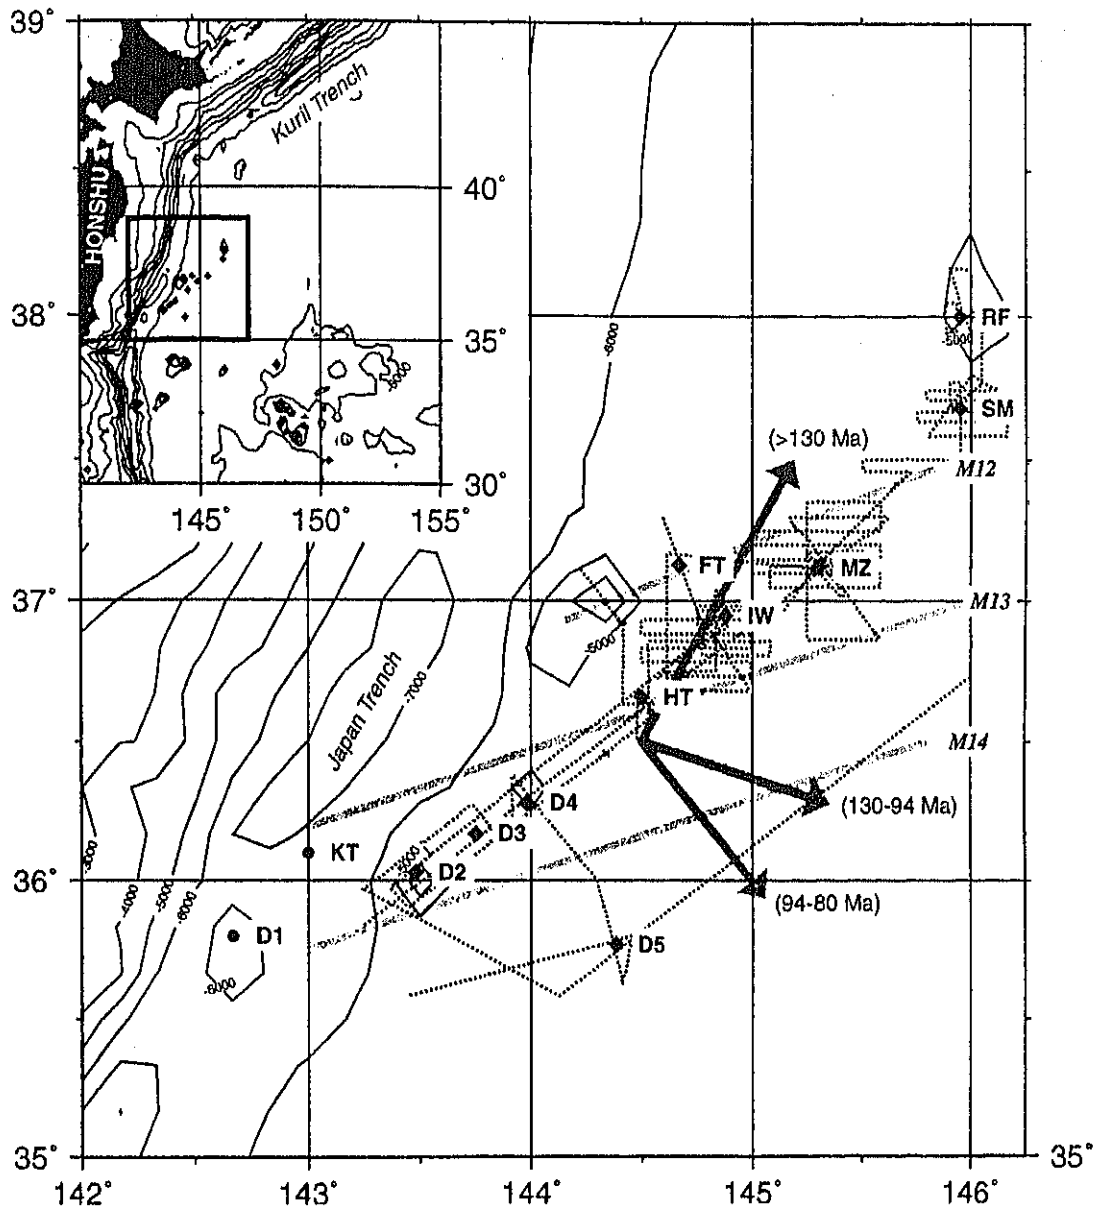 39°
Kuril Trench
HONSHU
40°
38°
35°
-6000
30°
145°
150°
155°
-6000
RF
-5000
SM
(>130 Ma)
M12
FT
MZ
37°
IW
M13
-5000
Japan Trench
-7000
HT
M14
D4
(130-94 Ma)
D3
KT
-5000
D2
36°
-3000
-4000
-5000
-6000
(94-80 Ma)
D1
D5
-6000
35°
35°
142°
143°
144°
145°
146°